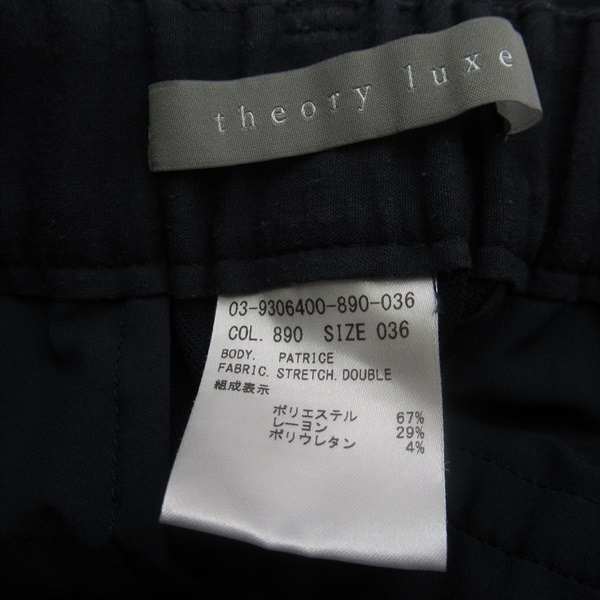 theory luxe
03-9306400-890-036
COL. 890 SIZE 036
BODY. PATRICE
FABRIC. STRETCH. DOUBLE
組成表示
ポリエステル 67%
レーヨン 29%
ポリウレタン 4%